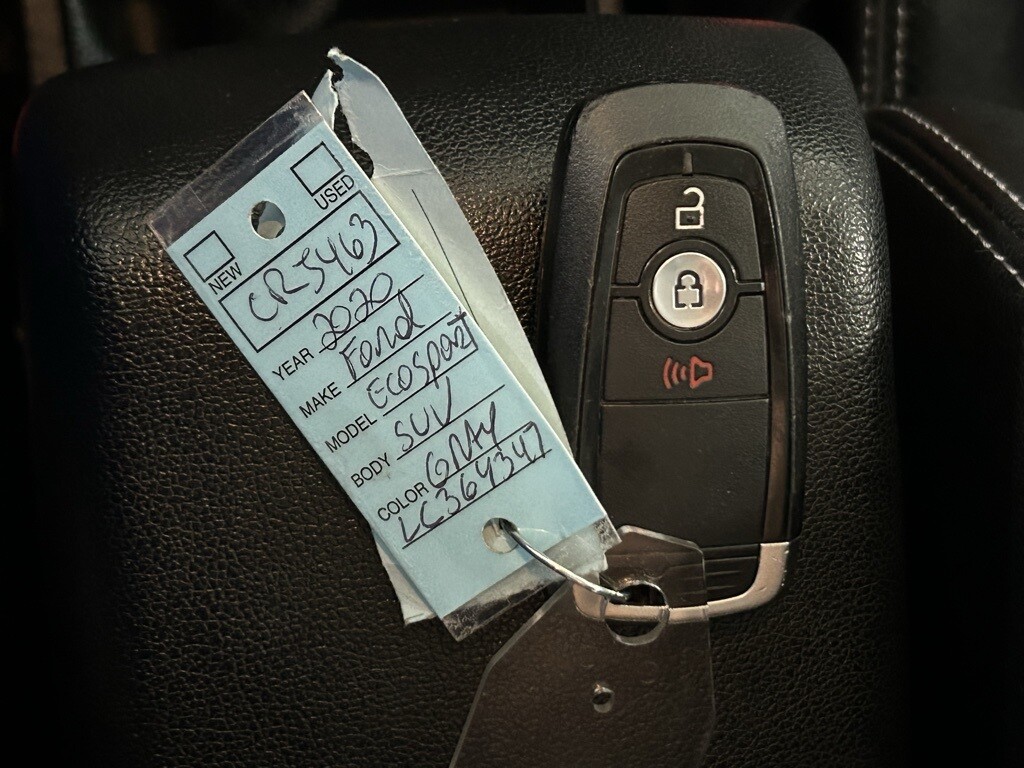 NEW USED
CR5463
YEAR 2020
MAKE Ford
MODEL Ecosport
BODY SUV
COLOR GRAY
LC364347